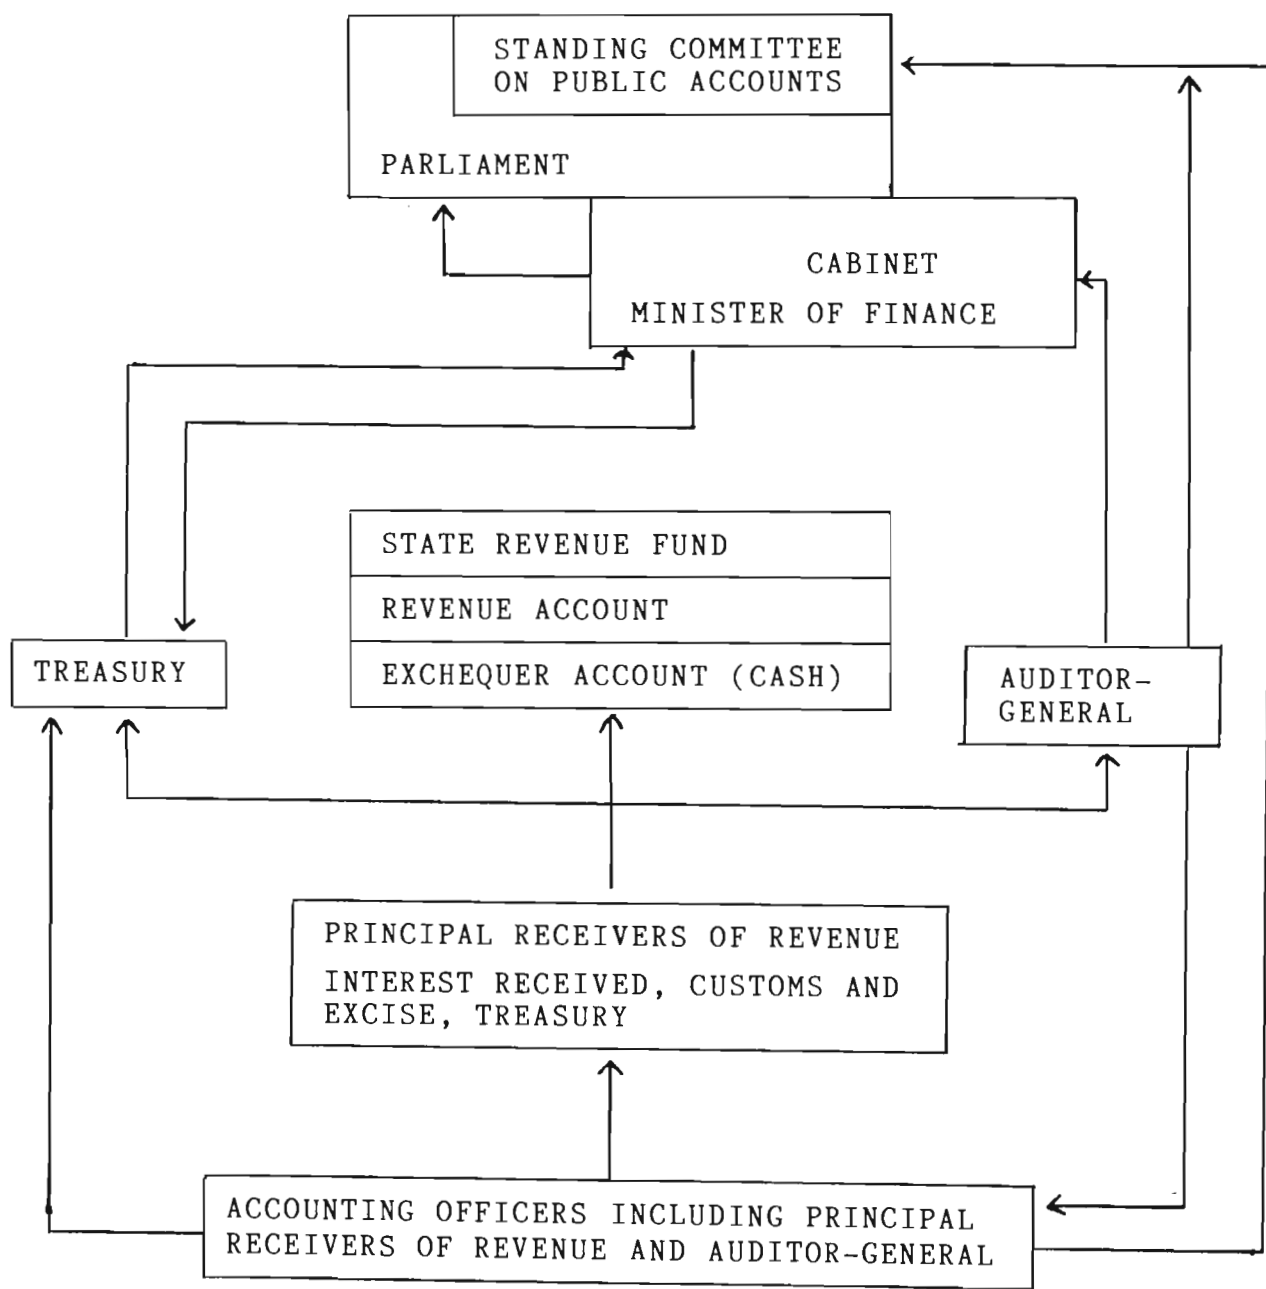 STANDING COMMITTEE
ON PUBLIC ACCOUNTS
PARLIAMENT
CABINET
MINISTER OF FINANCE
STATE REVENUE FUND
REVENUE ACCOUNT
EXCHEQUER ACCOUNT (CASH)
TREASURY
AUDITOR-
GENERAL
PRINCIPAL RECEIVERS OF REVENUE
INTEREST RECEIVED, CUSTOMS AND
EXCISE, TREASURY
ACCOUNTING OFFICERS INCLUDING PRINCIPAL
RECEIVERS OF REVENUE AND AUDITOR-GENERAL